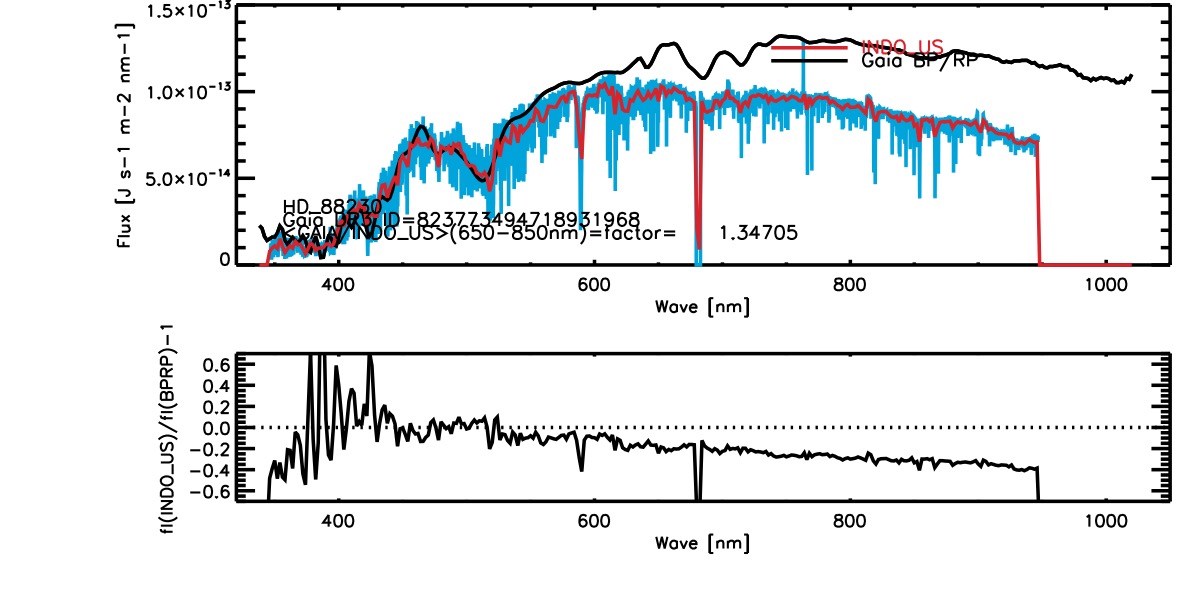 1.5×10−13
1.0×10−13
5.0×10−14
0
Flux [J s−1 m−2 nm−1]
INDO_US
Gaia BP/RP
HD_88230
Gaia DR3 ID=823773494718931968
<GAIA/INDO_US>(650−850nm)=factor= 1.34705
400 600 800 1000
Wave [nm]
fl(INDO_US)/fl(BPRP)−1
0.6
0.4
0.2
0.0
−0.2
−0.4
−0.6
400 600 800 1000
Wave [nm]